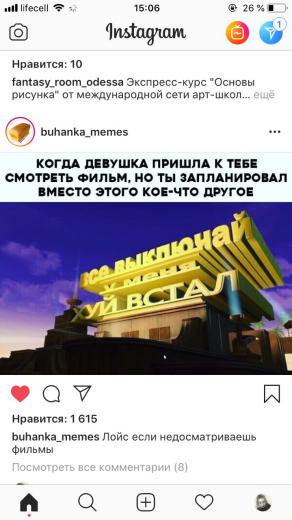 lifecell
15:06
26 %
Instagram
1
Нравится: 10
fantasy_room_odessa Экспресс-курс "Основы
рисунка" от международной сети арт-школ... ещё
buhanka_memes
КОГДА ДЕВУШКА ПРИШЛА К ТЕБЕ
СМОТРЕТЬ ФИЛЬМ, НО ТЫ ЗАПЛАНИРОВАЛ
ВМЕСТО ЭТОГО КОЕ-ЧТО ДРУГОЕ
ВСЕ ВЫКЛЮЧАЙ
У МЕНЯ
ХУЙ ВСТАЛ
Нравится: 1 615
buhanka_memes Лойс если недосматриваешь
фильмы
Посмотреть все комментарии (8)